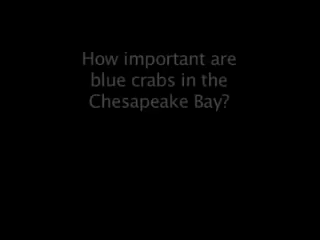 How important are
blue crabs in the
Chesapeake Bay?